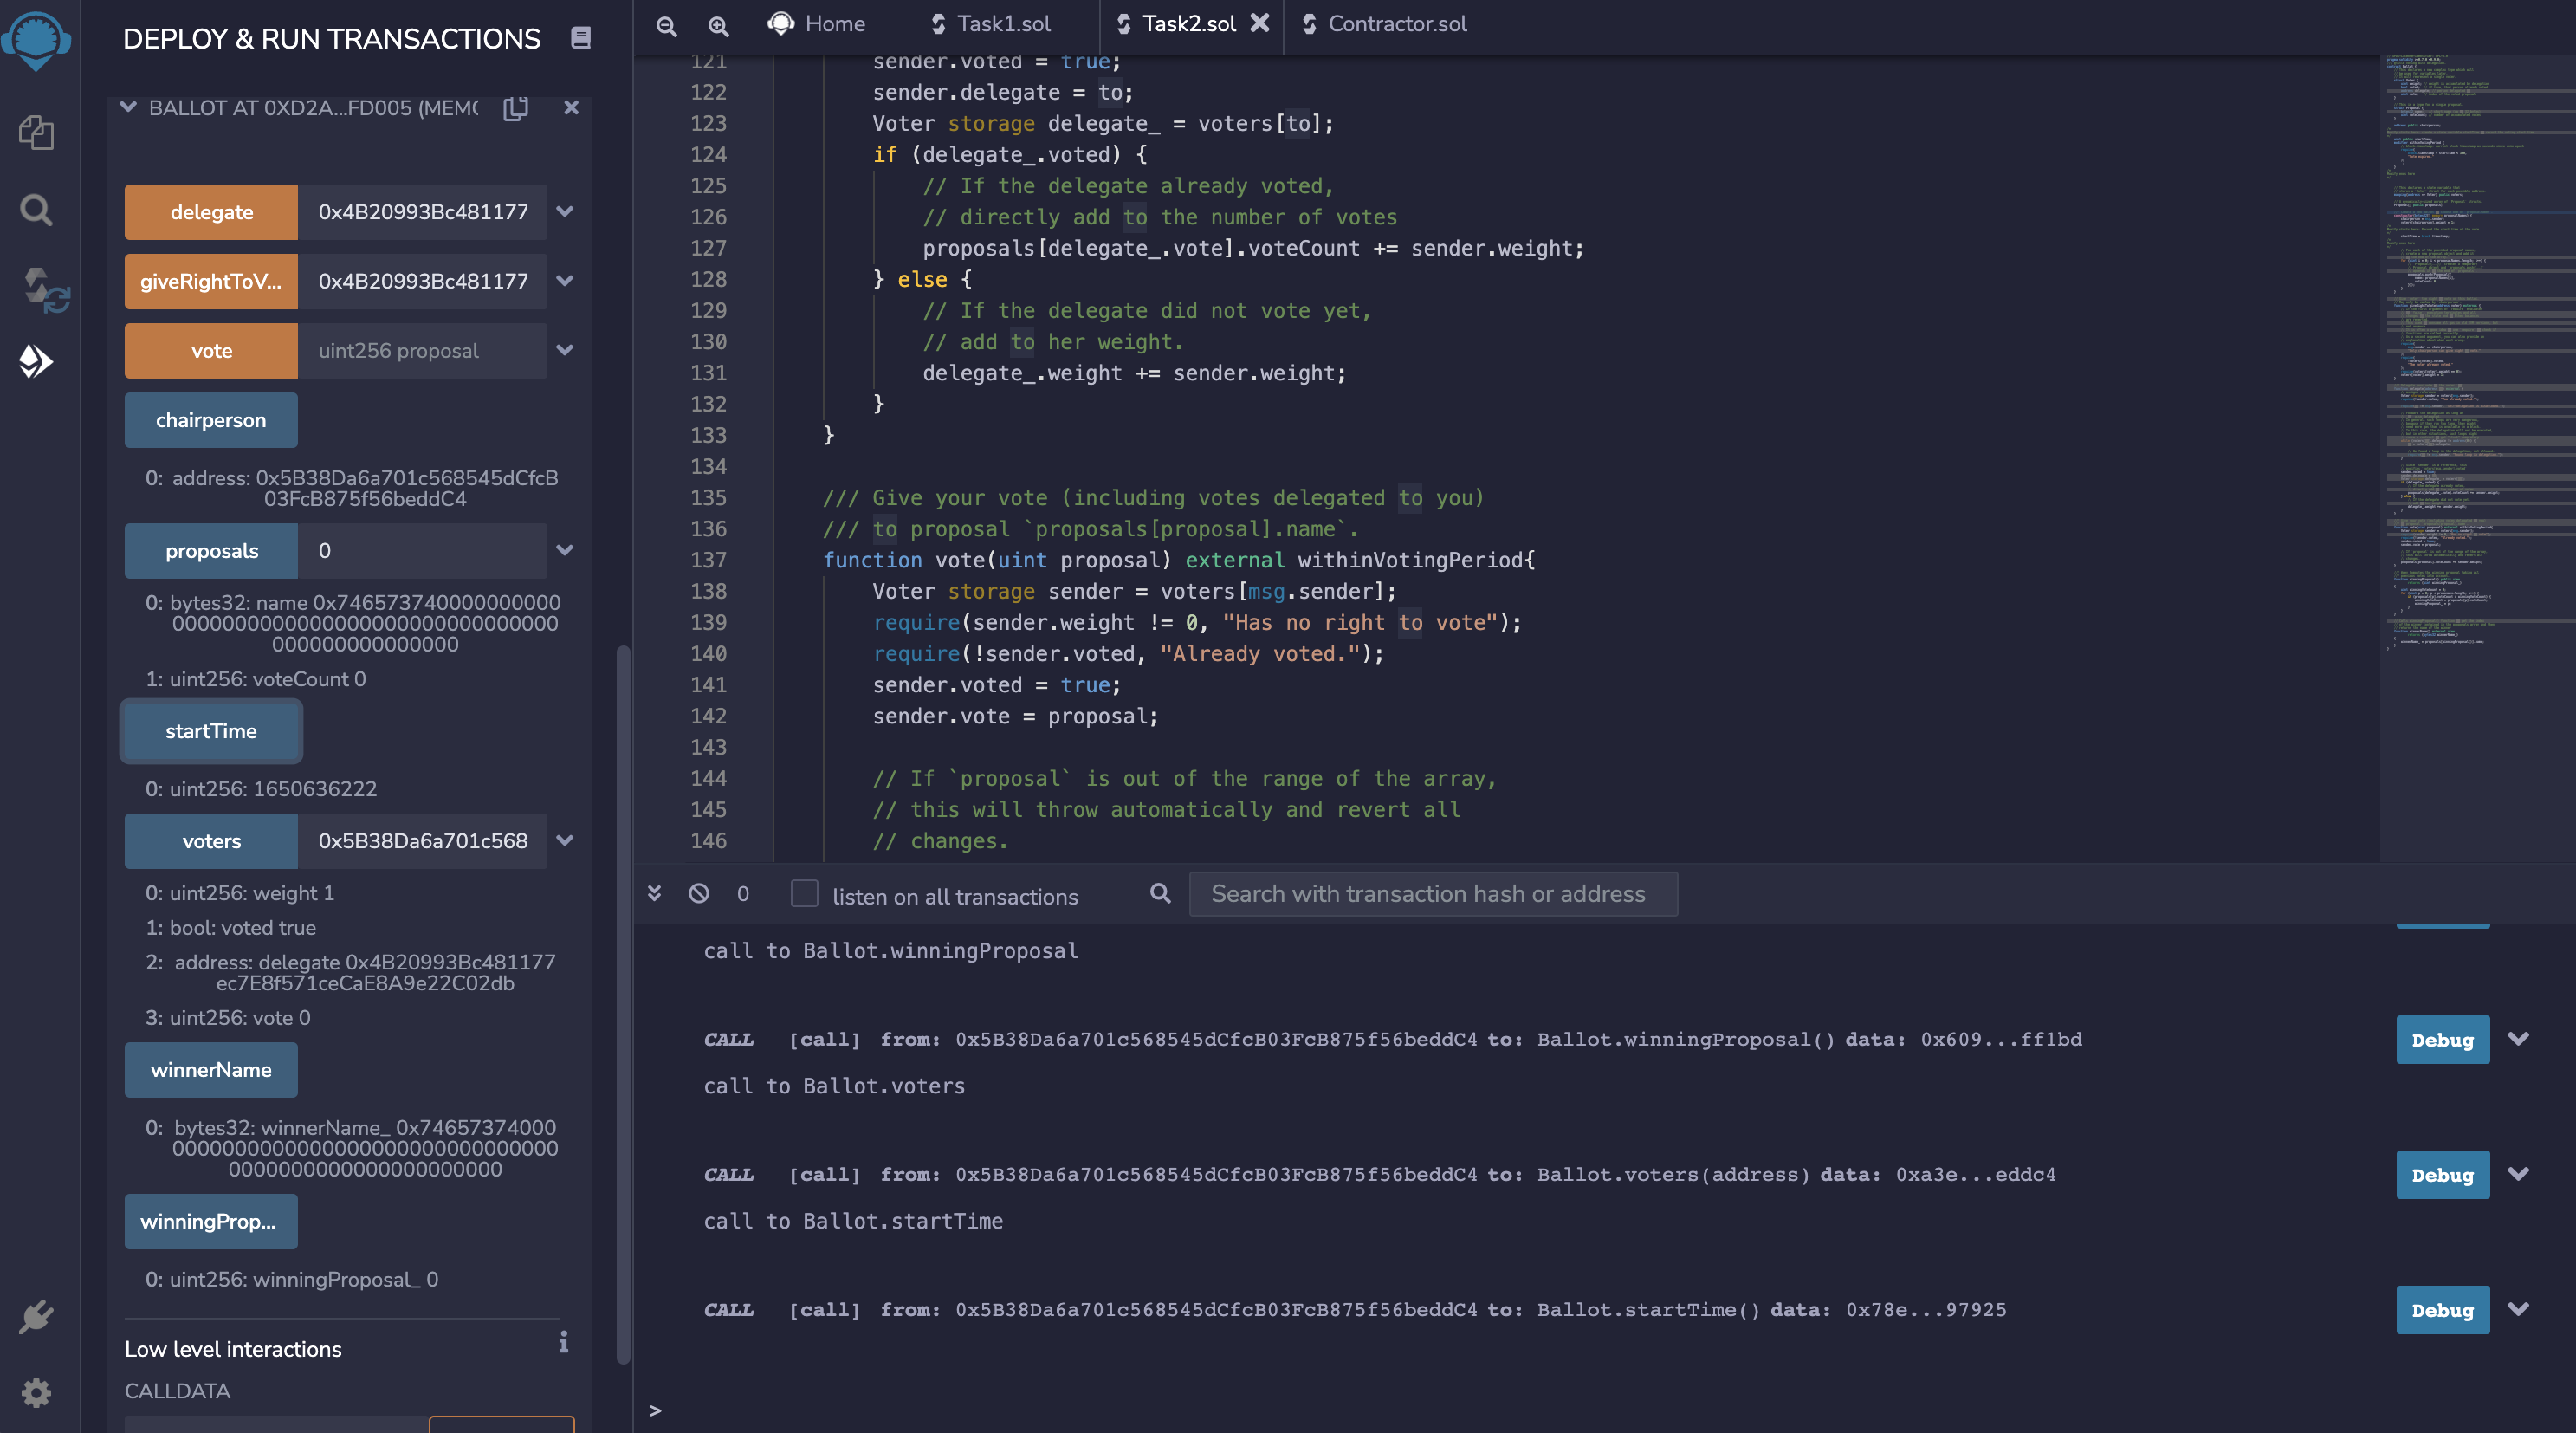 DEPLOY & RUN TRANSACTIONS
BALLOT AT 0XD2A...FD005 (MEMO
delegate 0x4B20993Bc481177
giveRightToV... 0x4B20993Bc481177
vote uint256 proposal
chairperson
0: address: 0x5B38Da6a701c568545dCfcB
03FcB875f56beddC4
proposals 0
0: bytes32: name 0x746573740000000000
1: uint256: voteCount 0
startTime
0: uint256: 1650636222
voters 0x5B38Da6a701c568
0: uint256: weight 1
1: bool: voted true
2: address: delegate 0x4B20993Bc481177
ec7E8f571ceCaE8A9e22C02db
3: uint256: vote 0
winnerName
0: bytes32: winnerName_ 0x74657374000
winningProp...
0: uint256: winningProposal_ 0
Low level interactions
CALLDATA
Home Task1.sol Task2.sol Contractor.sol
121 sender.voted = true;
122 sender.delegate = to;
123 Voter storage delegate_ = voters[to];
124 if (delegate_.voted) {
125 // If the delegate already voted,
126 // directly add to the number of votes
127 proposals[delegate_.vote].voteCount += sender.weight;
128 } else {
129 // If the delegate did not vote yet,
130 // add to her weight.
131 delegate_.weight += sender.weight;
132 }
133 }
134
135 /// Give your vote (including votes delegated to you)
136 /// to proposal `proposals[proposal].name`.
137 function vote(uint proposal) external withinVotingPeriod{
138 Voter storage sender = voters[msg.sender];
139 require(sender.weight != 0, "Has no right to vote");
140 require(!sender.voted, "Already voted.");
141 sender.voted = true;
142 sender.vote = proposal;
143
144 // If `proposal` is out of the range of the array,
145 // this will throw automatically and revert all
146 // changes.
0 listen on all transactions Search with transaction hash or address
call to Ballot.winningProposal
CALL [call] from: 0x5B38Da6a701c568545dCfcB03FcB875f56beddC4 to: Ballot.winningProposal() data: 0x609...ff1bd Debug
call to Ballot.voters
CALL [call] from: 0x5B38Da6a701c568545dCfcB03FcB875f56beddC4 to: Ballot.voters(address) data: 0xa3e...eddc4 Debug
call to Ballot.startTime
CALL [call] from: 0x5B38Da6a701c568545dCfcB03FcB875f56beddC4 to: Ballot.startTime() data: 0x78e...97925 Debug
>